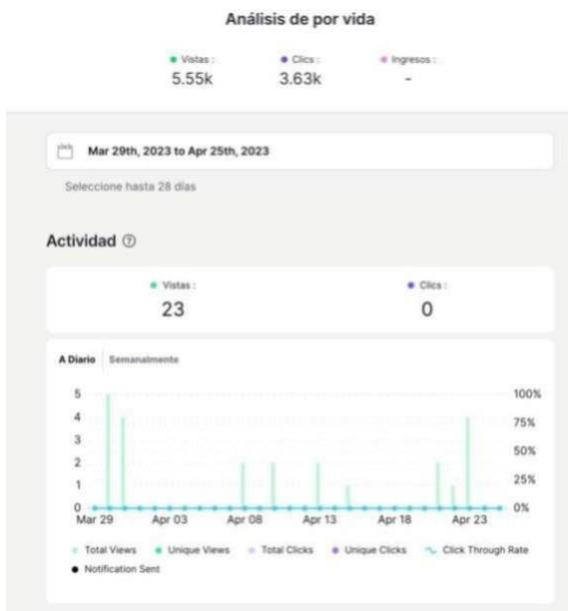 Análisis de por vida
Vistas : Clics : Ingresos :
5.55k 3.63k -
Mar 29th, 2023 to Apr 25th, 2023
Seleccione hasta 28 días
Actividad ?
Vistas : Clics :
23 0
A Diario Semanalmente
5 100%
4 75%
3
2 50%
1 25%
0 0%
Mar 29 Apr 03 Apr 08 Apr 13 Apr 18 Apr 23
Total Views Unique Views Total Clicks Unique Clicks Click Through Rate
Notification Sent